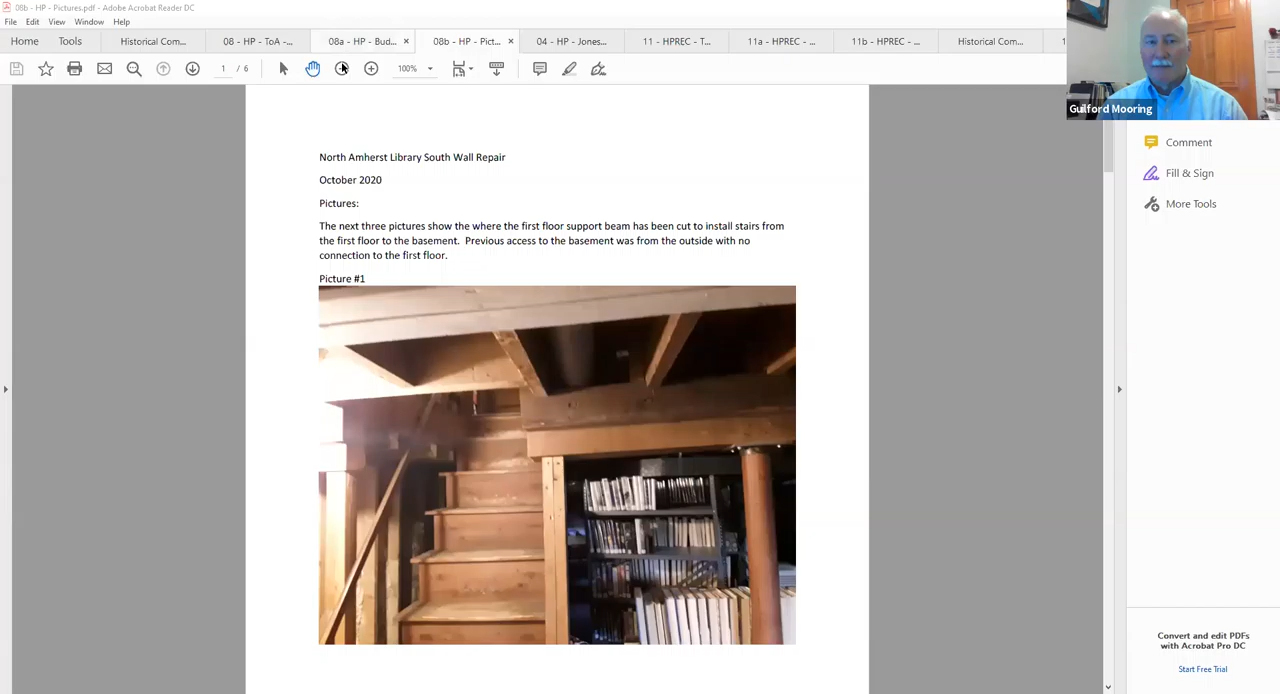 08b - HP - Pictures.pdf - Adobe Acrobat Reader DC
File Edit View Window Help
Home Tools Historical Com... 08 - HP - ToA -... 08a - HP - Bud... × 08b - HP - Pict... × 04 - HP - Jones... 11 - HPREC - T... 11a - HPREC - ... 11b - HPREC - ... Historical Com... 1
1 / 6 100%
Guilford Mooring
Comment
Fill & Sign
More Tools
North Amherst Library South Wall Repair
October 2020
Pictures:
The next three pictures show the where the first floor support beam has been cut to install stairs from
the first floor to the basement. Previous access to the basement was from the outside with no
connection to the first floor.
Picture #1
Convert and edit PDFs
with Acrobat Pro DC
Start Free Trial